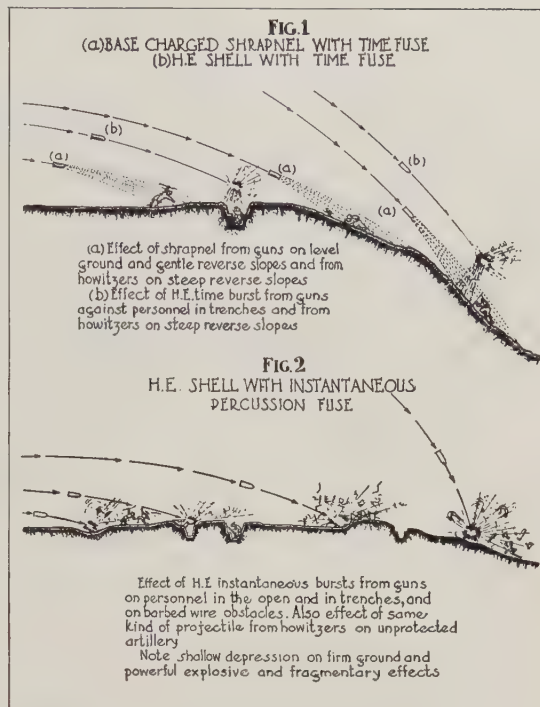 FIG.1
(a) BASE CHARGED SHRAPNEL WITH TIME FUSE
(b) H.E SHELL WITH TIME FUSE
(b)
(a)
(a)
(b)
(a)
(a) Effect of shrapnel from guns on level
ground and gentle reverse slopes and from
howitzers on steep reverse slopes
(b) Effect of H.E. time burst from guns
against personnel in trenches and from
howitzers on steep reverse slopes
FIG.2
H.E. SHELL WITH INSTANTANEOUS
PERCUSSION FUSE
Effect of H.E instantaneous bursts from guns
on personnel in the open and in trenches, and
on barbed wire obstacles. Also effect of same
kind of projectile from howitzers on unprotected
artillery
Note shallow depression on firm ground and
powerful explosive and fragmentary effects